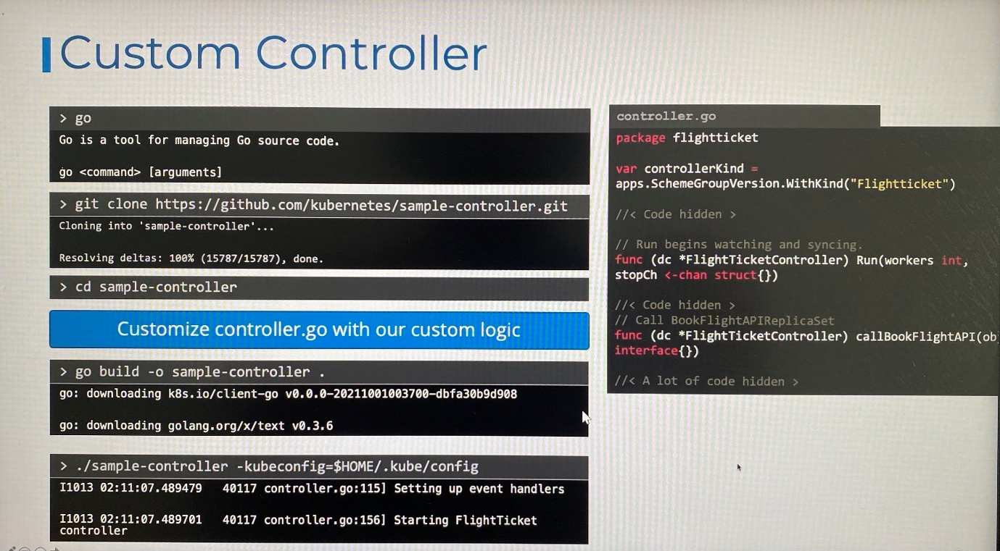 Custom Controller
> go
Go is a tool for managing Go source code.
go <command> [arguments]
> git clone https://github.com/kubernetes/sample-controller.git
Cloning into 'sample-controller'...
Resolving deltas: 100% (15787/15787), done.
> cd sample-controller
Customize controller.go with our custom logic
> go build -o sample-controller .
go: downloading k8s.io/client-go v0.0.0-20211001003700-dbfa30b9d908
go: downloading golang.org/x/text v0.3.6
> ./sample-controller -kubeconfig=$HOME/.kube/config
I1013 02:11:07.489479   40117 controller.go:115] Setting up event handlers
I1013 02:11:07.489701   40117 controller.go:156] Starting FlightTicket
controller
controller.go
package flightticket
var controllerKind =
apps.SchemeGroupVersion.WithKind("Flightticket")
//< Code hidden >
// Run begins watching and syncing.
func (dc *FlightTicketController) Run(workers int,
stopCh <-chan struct{})
//< Code hidden >
// Call BookFlightAPIReplicaSet
func (dc *FlightTicketController) callBookFlightAPI(ob
interface{})
//< A lot of code hidden >